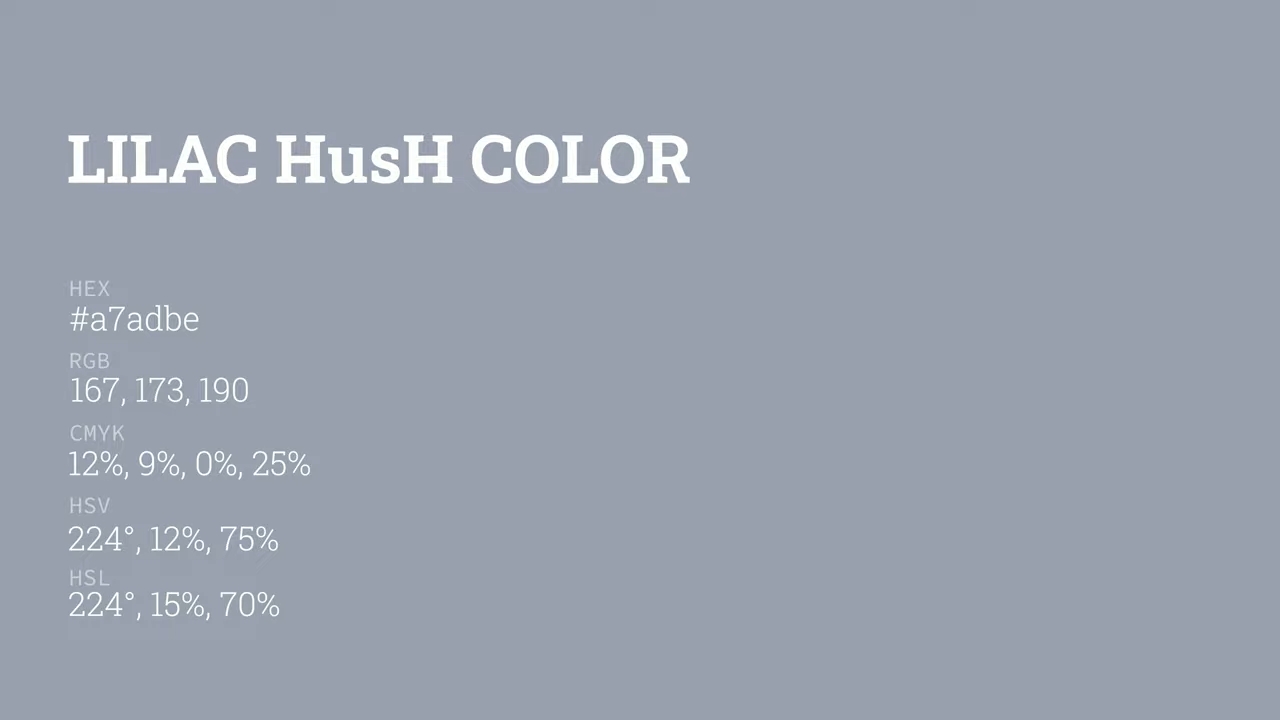 LILAC HusH COLOR
HEX
#a7adbe
RGB
167, 173, 190
CMYK
12%, 9%, 0%, 25%
HSV
224°, 12%, 75%
HSL
224°, 15%, 70%